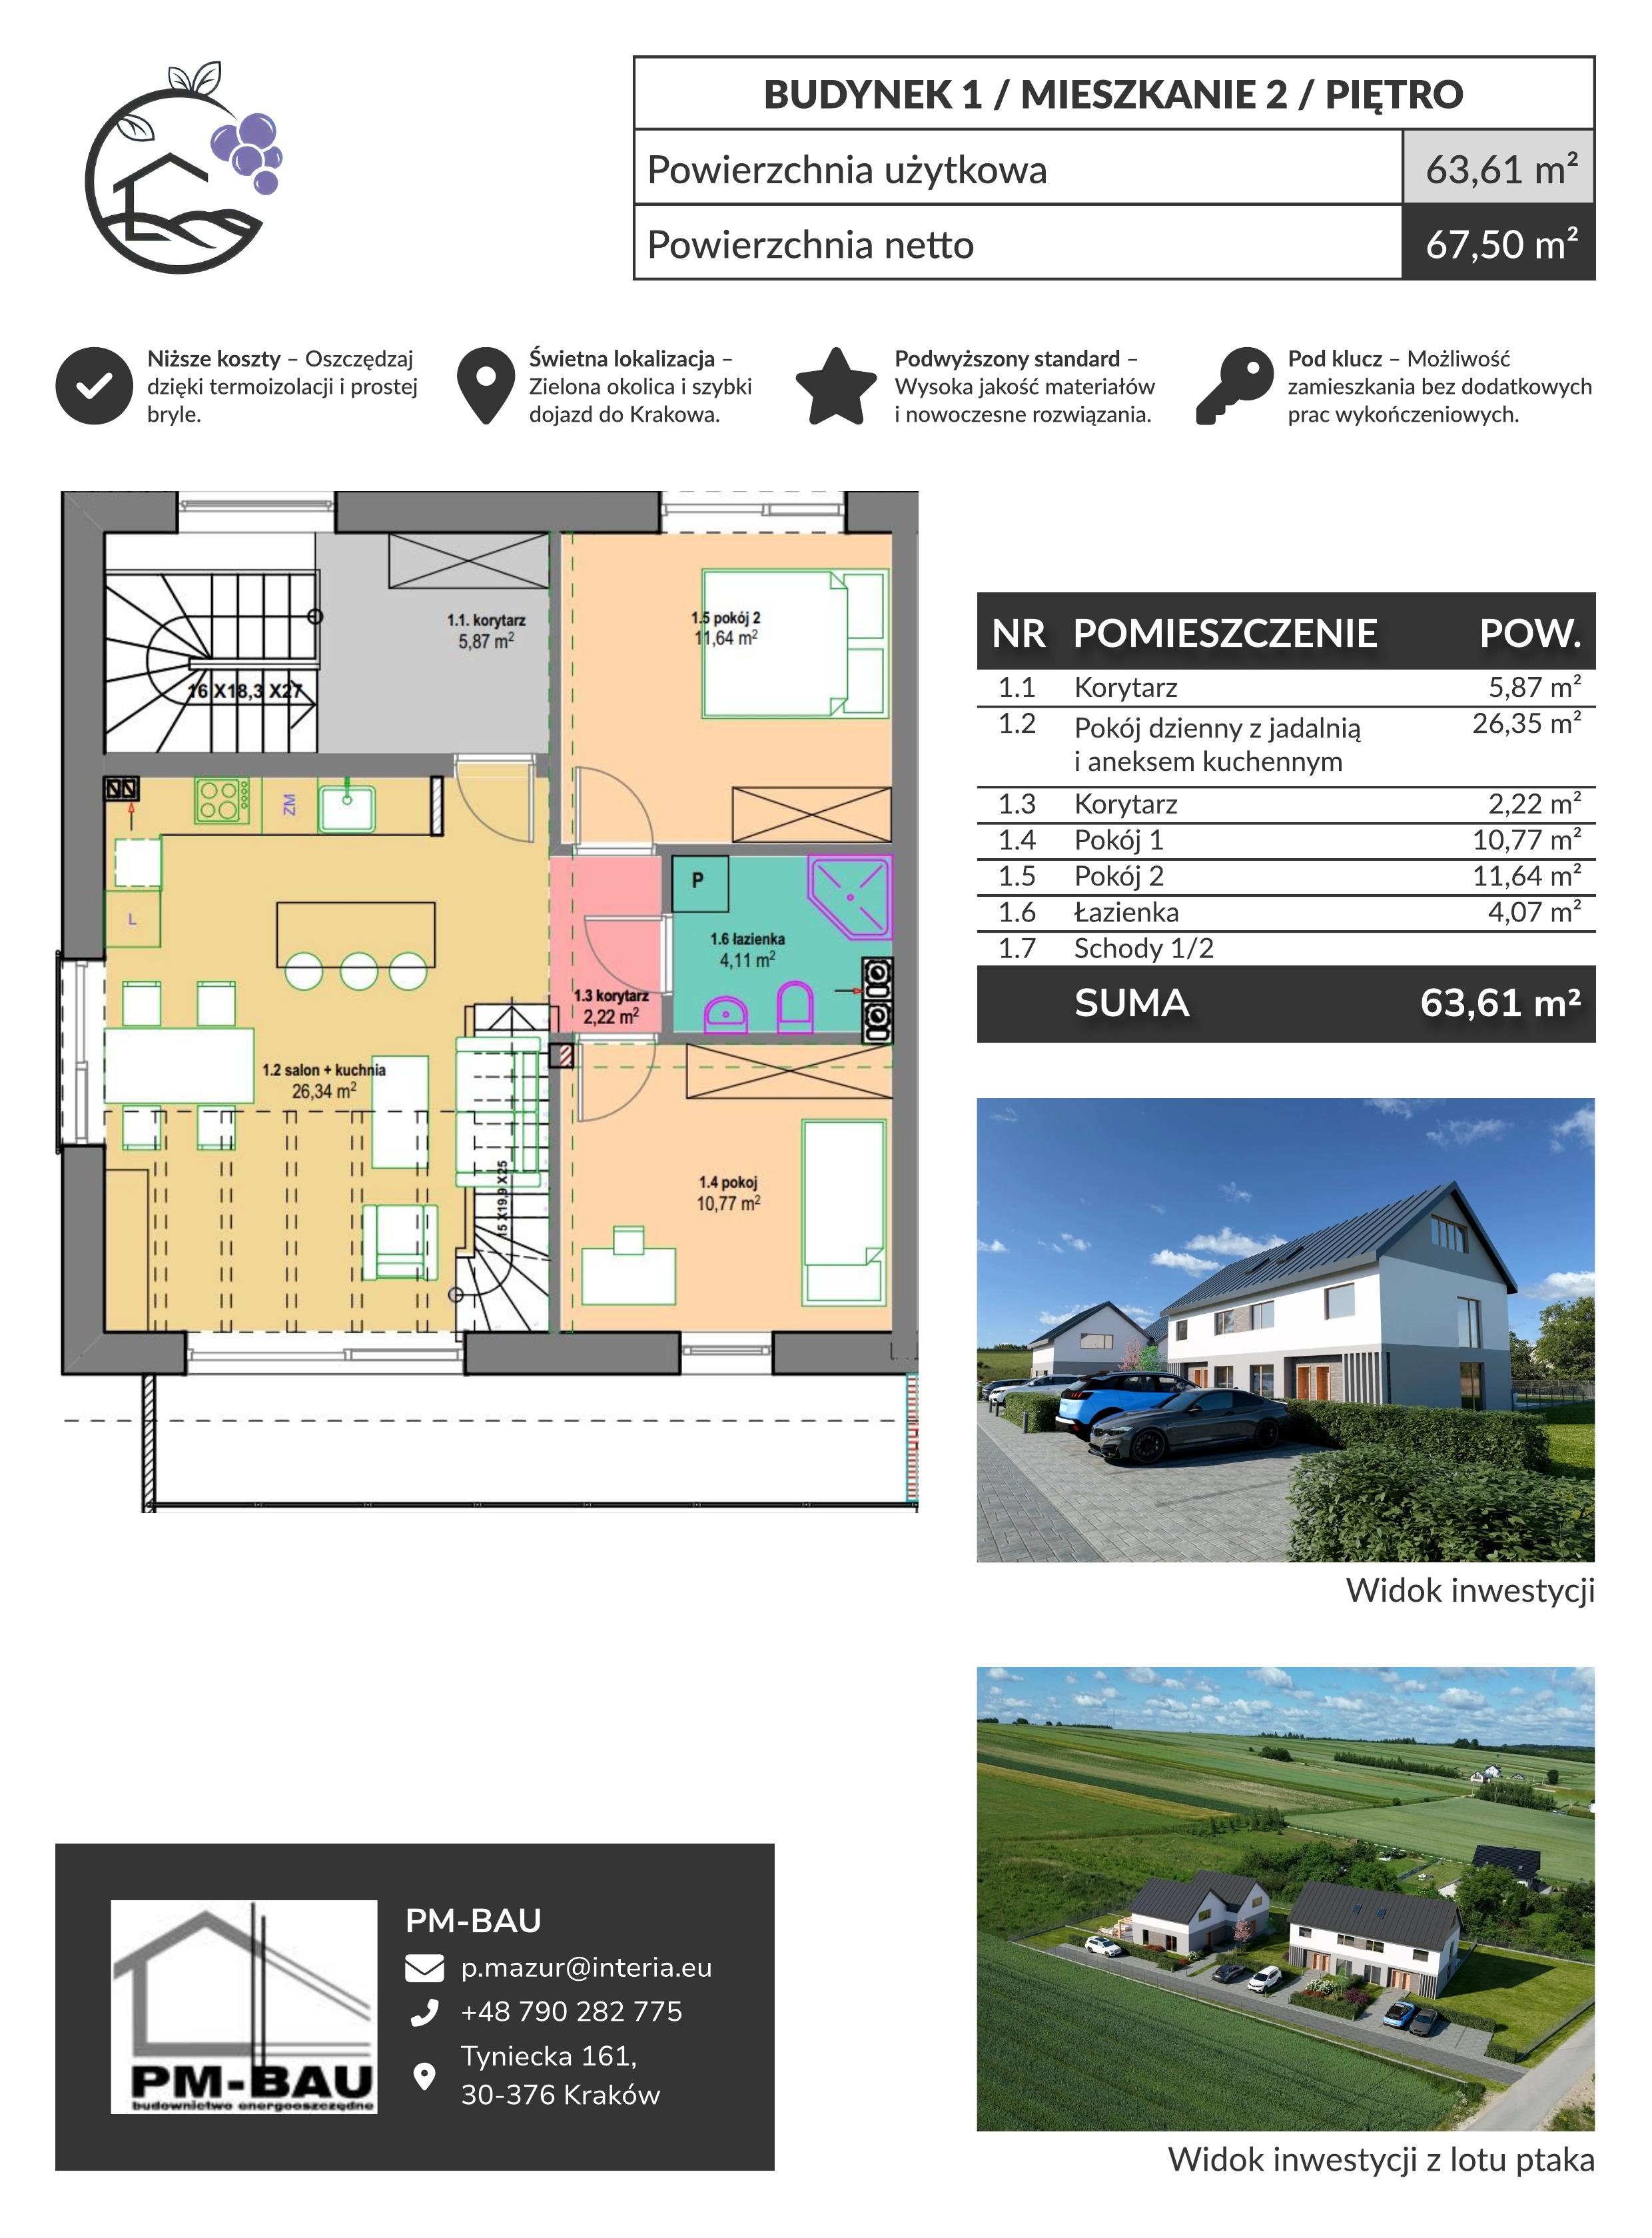 BUDYNEK 1 / MIESZKANIE 2 / PIĘTRO
Powierzchnia użytkowa 63,61 m²
Powierzchnia netto 67,50 m²
Niższe koszty – Oszczędzaj
dzięki termoizolacji i prostej
bryle.
Świetna lokalizacja –
Zielona okolica i szybki
dojazd do Krakowa.
Podwyższony standard –
Wysoka jakość materiałów
i nowoczesne rozwiązania.
Pod klucz – Możliwość
zamieszkania bez dodatkowych
prac wykończeniowych.
1.1. korytarz
5,87 m²
1.5 pokój 2
11,64 m²
16 X18,3 X27
ZM
L
P
1.6 łazienka
4,11 m²
1.3 korytarz
2,22 m²
1.2 salon + kuchnia
26,34 m²
15 X19,9 X25
1.4 pokoj
10,77 m²
NR POMIESZCZENIE POW.
1.1 Korytarz 5,87 m²
1.2 Pokój dzienny z jadalnią 26,35 m²
i aneksem kuchennym
1.3 Korytarz 2,22 m²
1.4 Pokój 1 10,77 m²
1.5 Pokój 2 11,64 m²
1.6 Łazienka 4,07 m²
1.7 Schody 1/2
SUMA 63,61 m²
Widok inwestycji
Widok inwestycji z lotu ptaka
PM-BAU
budownictwo energooszczędne
PM-BAU
p.mazur@interia.eu
+48 790 282 775
Tyniecka 161,
30-376 Kraków